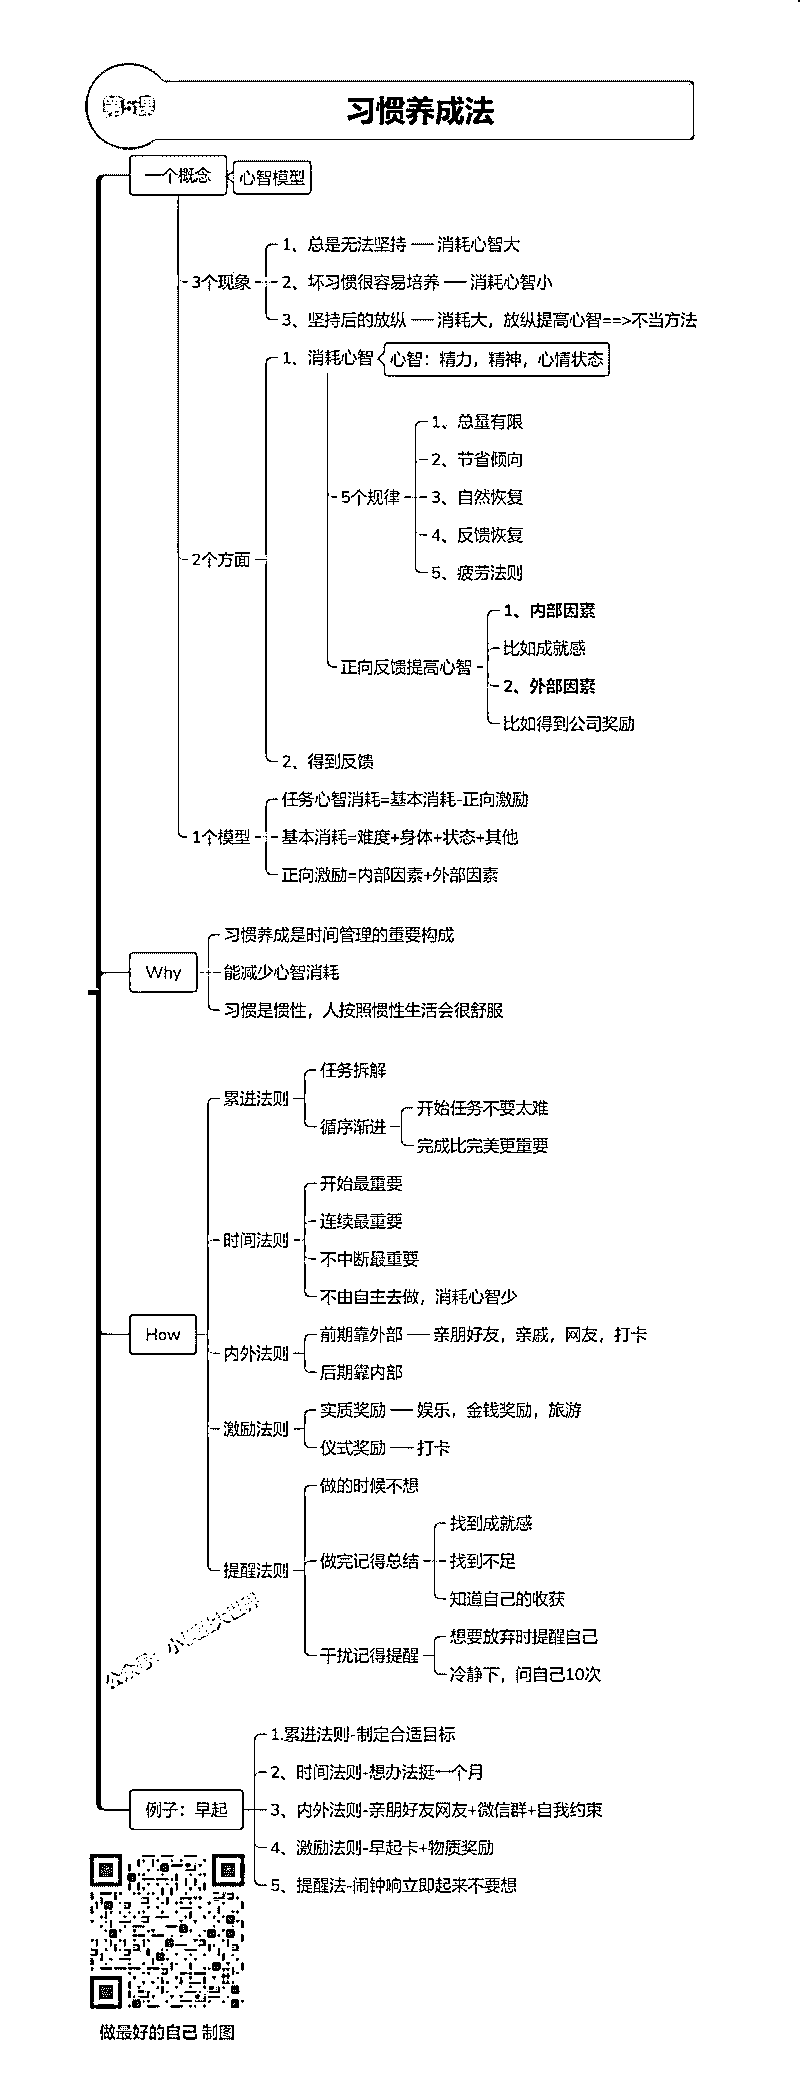 第5课
习惯养成法
一个概念
心智模型
3个现象
1、总是无法坚持 — 消耗心智大
2、坏习惯很容易培养 — 消耗心智小
3、坚持后的放纵 — 消耗大，放纵提高心智==>不当方法
2个方面
1、消耗心智
心智：精力，精神，心情状态
5个规律
1、总量有限
2、节省倾向
3、自然恢复
4、反馈恢复
5、疲劳法则
正向反馈提高心智
1、内部因素
比如成就感
2、外部因素
比如得到公司奖励
2、得到反馈
1个模型
任务心智消耗=基本消耗-正向激励
基本消耗=难度+身体+状态+其他
正向激励=内部因素+外部因素
Why
习惯养成是时间管理的重要构成
能减少心智消耗
习惯是惯性，人按照惯性生活会很舒服
How
累进法则
任务拆解
循序渐进
开始任务不要太难
完成比完美更重要
时间法则
开始最重要
连续最重要
不中断最重要
不由自主去做，消耗心智少
内外法则
前期靠外部 — 亲朋好友，亲戚，网友，打卡
后期靠内部
激励法则
实质奖励 — 娱乐，金钱奖励，旅游
仪式奖励 — 打卡
提醒法则
做的时候不想
做完记得总结
找到成就感
找到不足
知道自己的收获
干扰记得提醒
想要放弃时提醒自己
冷静下，问自己10次
例子：早起
1.累进法则-制定合适目标
2、时间法则-想办法挺一个月
3、内外法则-亲朋好友网友+微信群+自我约束
4、激励法则-早起卡+物质奖励
5、提醒法-闹钟响立即起来不要想
做最好的自己 制图